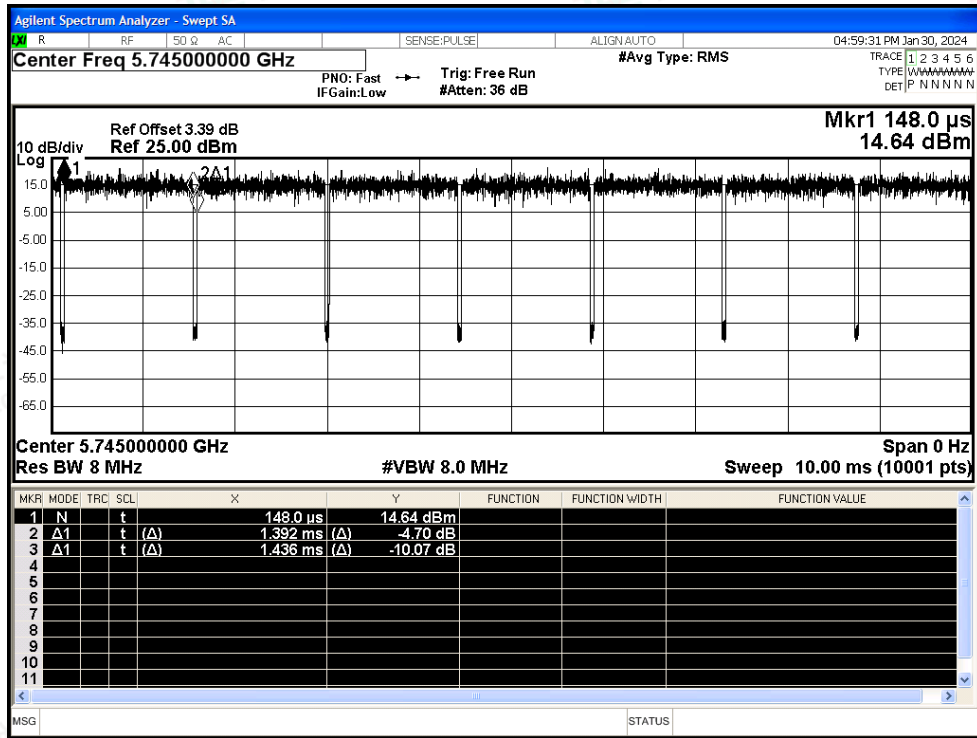 Agilent Spectrum Analyzer - Swept SA
LXI R RF 50 Ω AC SENSE:PULSE ALIGN AUTO 04:59:31 PM Jan 30, 2024
Center Freq 5.745000000 GHz #Avg Type: RMS TRACE 1 2 3 4 5 6
PNO: Fast Trig: Free Run TYPE
IFGain:Low #Atten: 36 dB DET P N N N N N
Mkr1 148.0 µs
Ref Offset 3.39 dB
10 dB/div Ref 25.00 dBm 14.64 dBm
Log
1
2Δ1
15.0
5.00
-5.00
-15.0
-25.0
-35.0
-45.0
-55.0
-65.0
Center 5.745000000 GHz Span 0 Hz
Res BW 8 MHz #VBW 8.0 MHz Sweep 10.00 ms (10001 pts)
MKR MODE TRC SCL X Y FUNCTION FUNCTION WIDTH FUNCTION VALUE
1 N t 148.0 µs 14.64 dBm
2 Δ1 t (Δ) 1.392 ms (Δ) -4.70 dB
3 Δ1 t (Δ) 1.436 ms (Δ) -10.07 dB
4
5
6
7
8
9
10
11
MSG STATUS